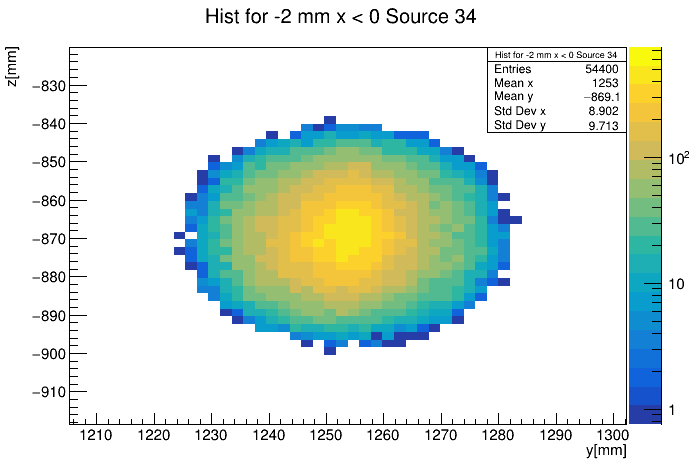 Hist for -2 mm x < 0 Source 34
z[mm]
Hist for -2 mm x < 0 Source 34
Entries 54400
Mean x 1253
Mean y −869.1
Std Dev x 8.902
Std Dev y 9.713
−830
−840
−850
−860
−870
−880
−890
−900
−910
10²
10
1
1210 1220 1230 1240 1250 1260 1270 1280 1290 1300
y[mm]